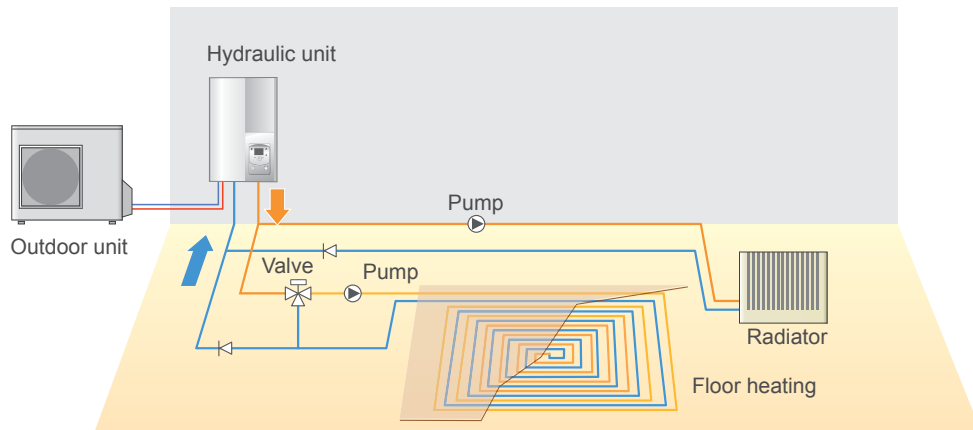 Hydraulic unit
Outdoor unit
Pump
Valve
Pump
Radiator
Floor heating